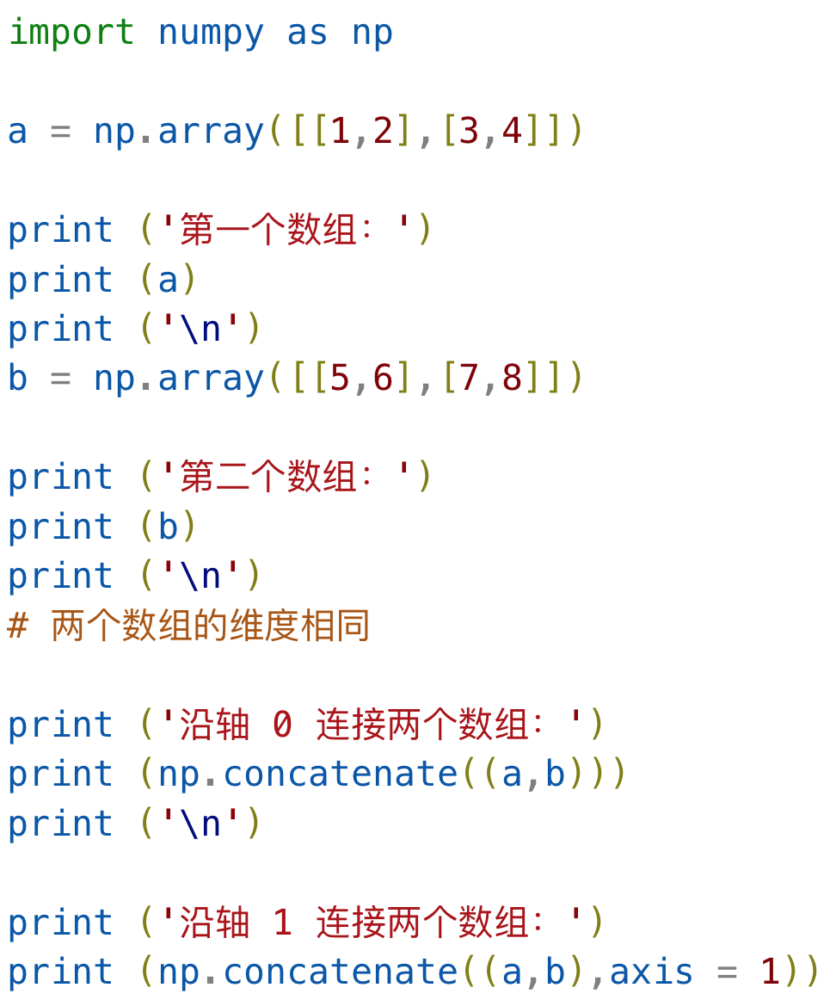 import numpy as np
a = np.array([[1,2],[3,4]])
print ('第一个数组：')
print (a)
print ('\n')
b = np.array([[5,6],[7,8]])
print ('第二个数组：')
print (b)
print ('\n')
# 两个数组的维度相同
print ('沿轴 0 连接两个数组：')
print (np.concatenate((a,b)))
print ('\n')
print ('沿轴 1 连接两个数组：')
print (np.concatenate((a,b),axis = 1))